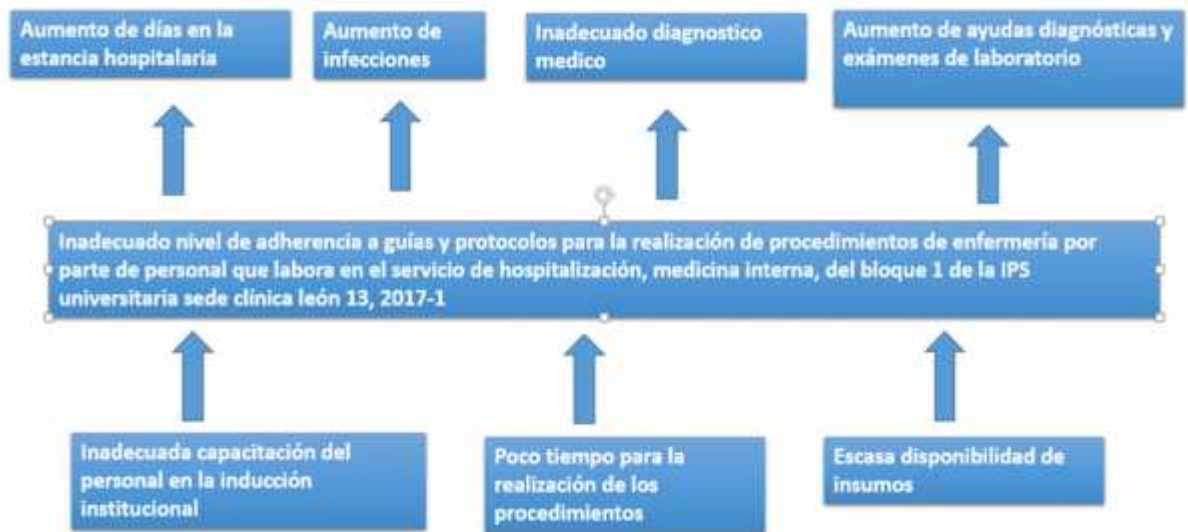 Aumento de días en la
estancia hospitalaria
Aumento de
infecciones
Inadecuado diagnostico
medico
Aumento de ayudas diagnósticas y
exámenes de laboratorio
Inadecuado nivel de adherencia a guías y protocolos para la realización de procedimientos de enfermería por
parte de personal que labora en el servicio de hospitalización, medicina interna, del bloque 1 de la IPS
universitaria sede clínica león 13, 2017-1
Inadecuada capacitación del
personal en la inducción
institucional
Poco tiempo para la
realización de los
procedimientos
Escasa disponibilidad de
insumos